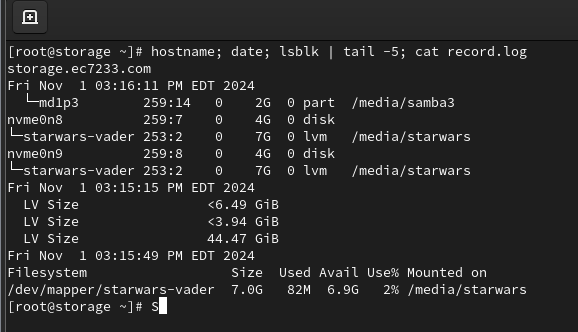 [root@storage ~]# hostname; date; lsblk | tail -5; cat record.log
storage.ec7233.com
Fri Nov  1 03:16:11 PM EDT 2024
  └─md1p3          259:14   0     2G  0 part  /media/samba3
nvme0n8            259:7    0     4G  0 disk
└─starwars-vader 253:2    0     7G  0 lvm   /media/starwars
nvme0n9            259:8    0     4G  0 disk
└─starwars-vader 253:2    0     7G  0 lvm   /media/starwars
Fri Nov  1 03:15:15 PM EDT 2024
  LV Size                <6.49 GiB
  LV Size                <3.94 GiB
  LV Size                44.47 GiB
Fri Nov  1 03:15:49 PM EDT 2024
Filesystem                  Size  Used Avail Use% Mounted on
/dev/mapper/starwars-vader  7.0G   82M  6.9G   2% /media/starwars
[root@storage ~]# S